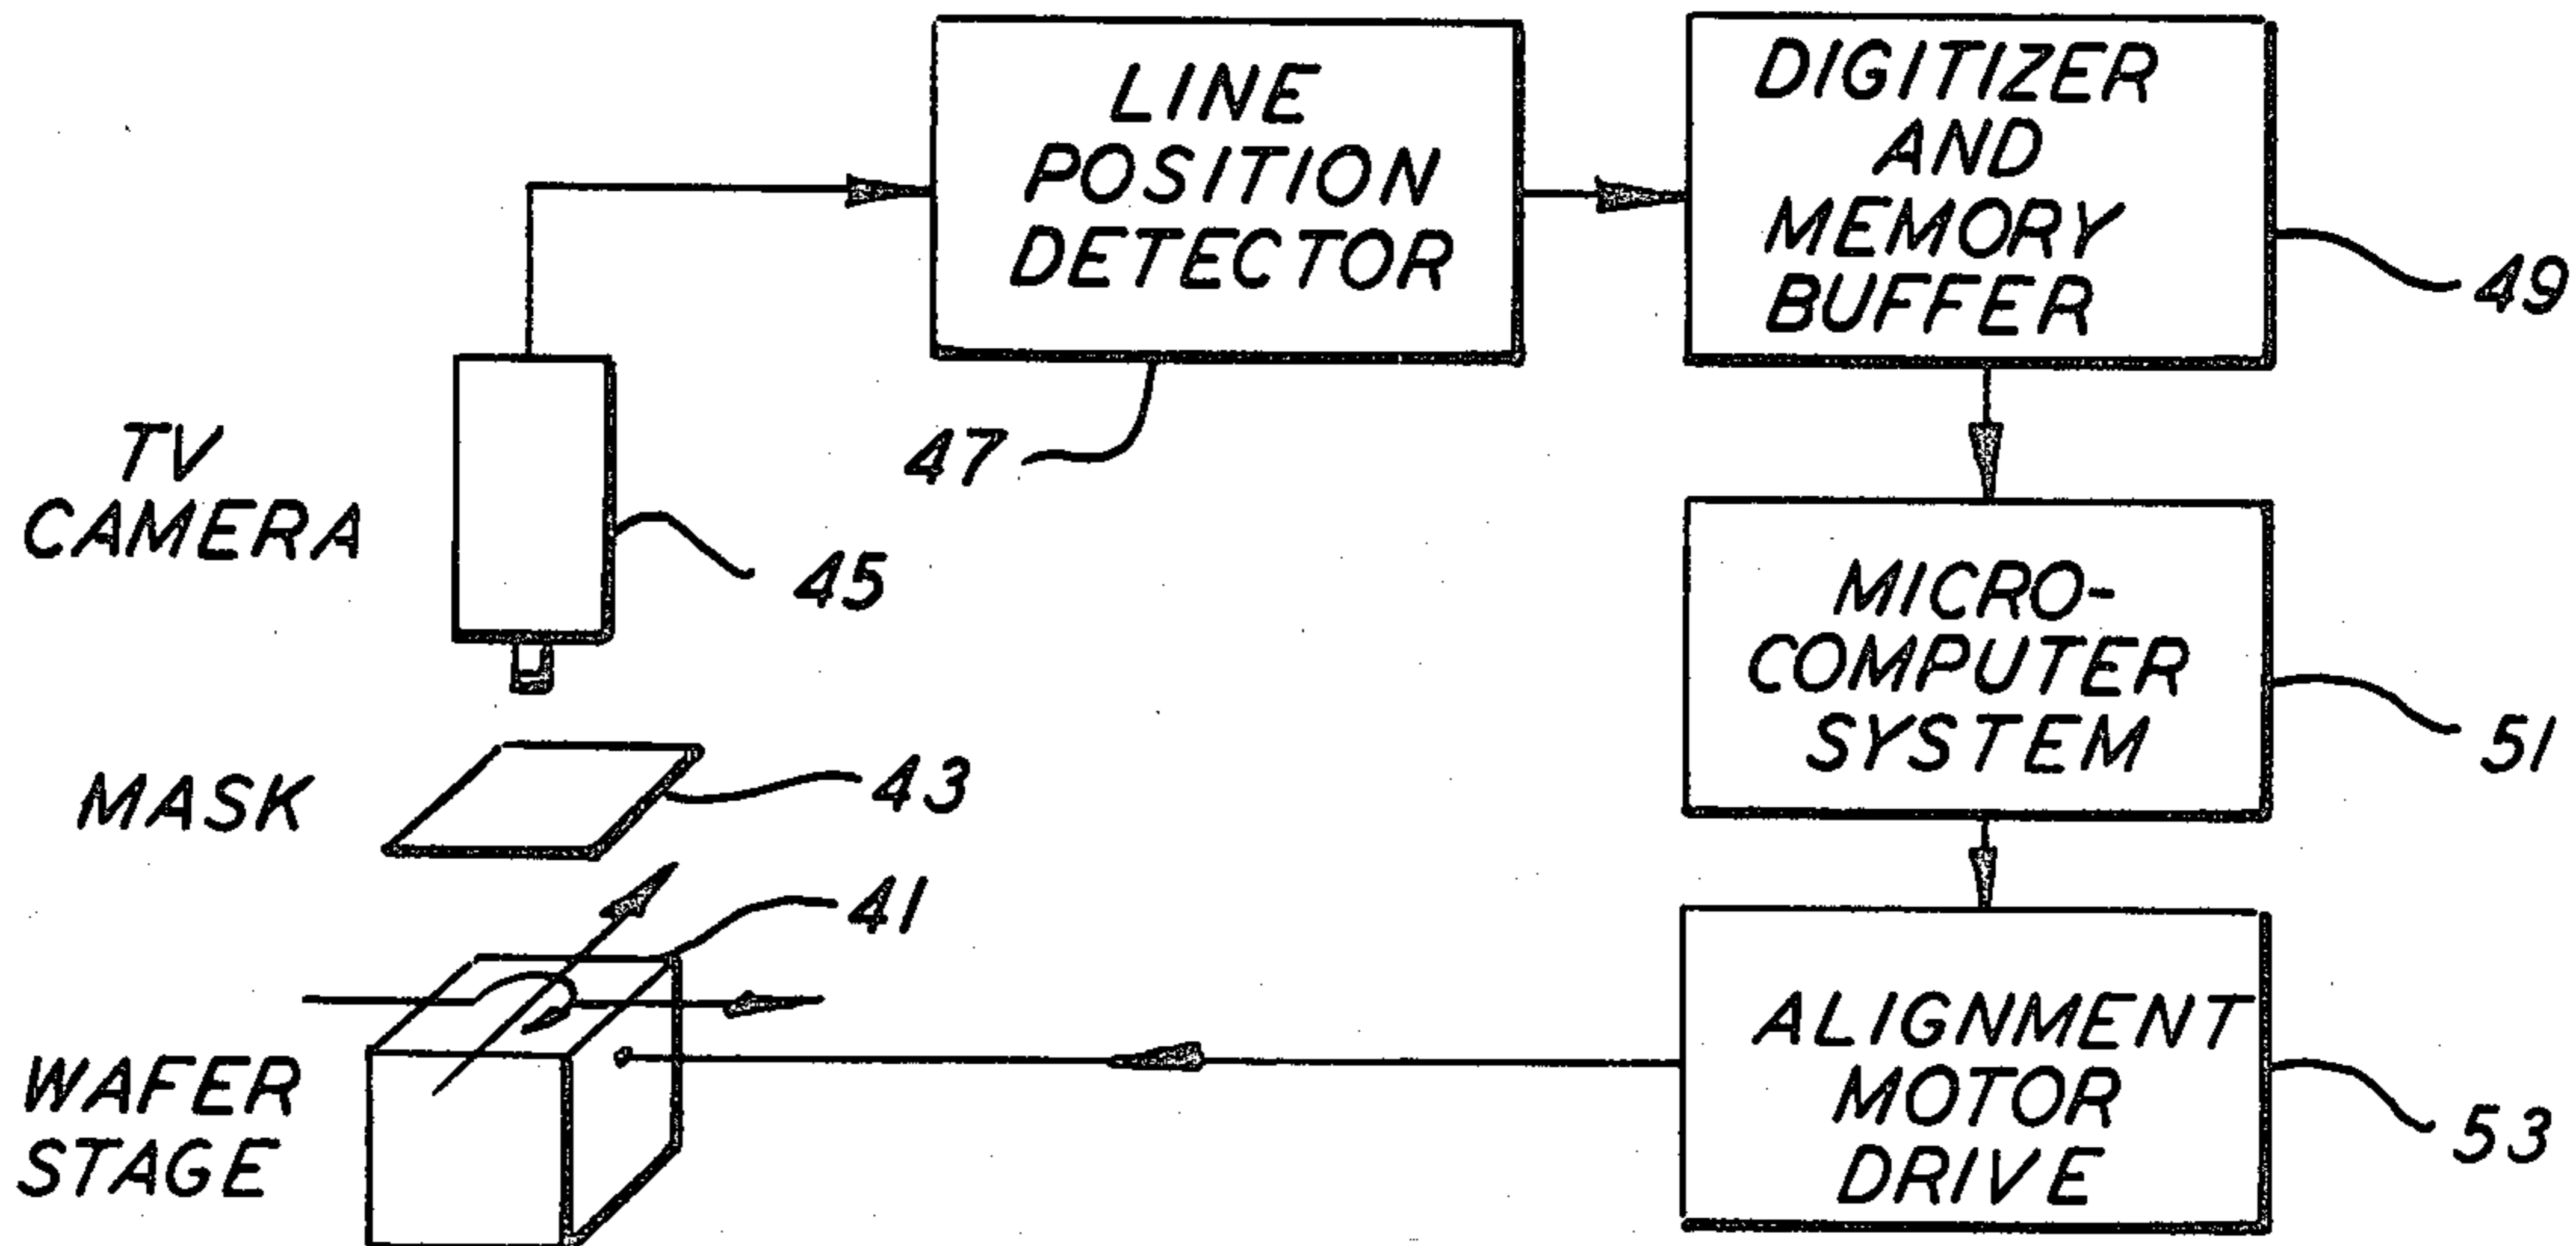 LINE
POSITION
DETECTOR
47
DIGITIZER
AND
MEMORY
BUFFER
49
TV
CAMERA
45
MICRO-
COMPUTER
SYSTEM
51
MASK
43
41
WAFER
STAGE
ALIGNMENT
MOTOR
DRIVE
53